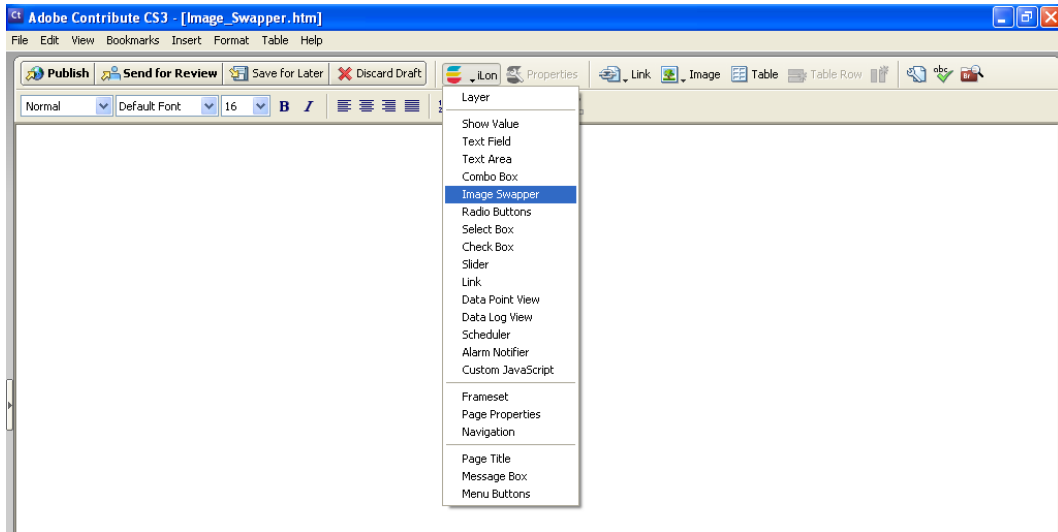 Ct Adobe Contribute CS3 - [Image_Swapper.htm]
File Edit View Bookmarks Insert Format Table Help
Publish Send for Review Save for Later Discard Draft iLon Properties Link Image Table Table Row abc
Normal Default Font 16 B I
Layer
Show Value
Text Field
Text Area
Combo Box
Image Swapper
Radio Buttons
Select Box
Check Box
Slider
Link
Data Point View
Data Log View
Scheduler
Alarm Notifier
Custom JavaScript
Frameset
Page Properties
Navigation
Page Title
Message Box
Menu Buttons